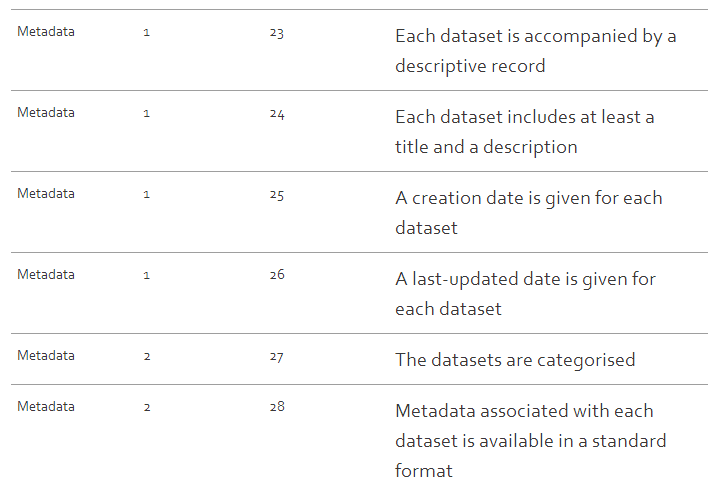 Metadata 1 23 Each dataset is accompanied by a
descriptive record
Metadata 1 24 Each dataset includes at least a
title and a description
Metadata 1 25 A creation date is given for each
dataset
Metadata 1 26 A last-updated date is given for
each dataset
Metadata 2 27 The datasets are categorised
Metadata 2 28 Metadata associated with each
dataset is available in a standard
format